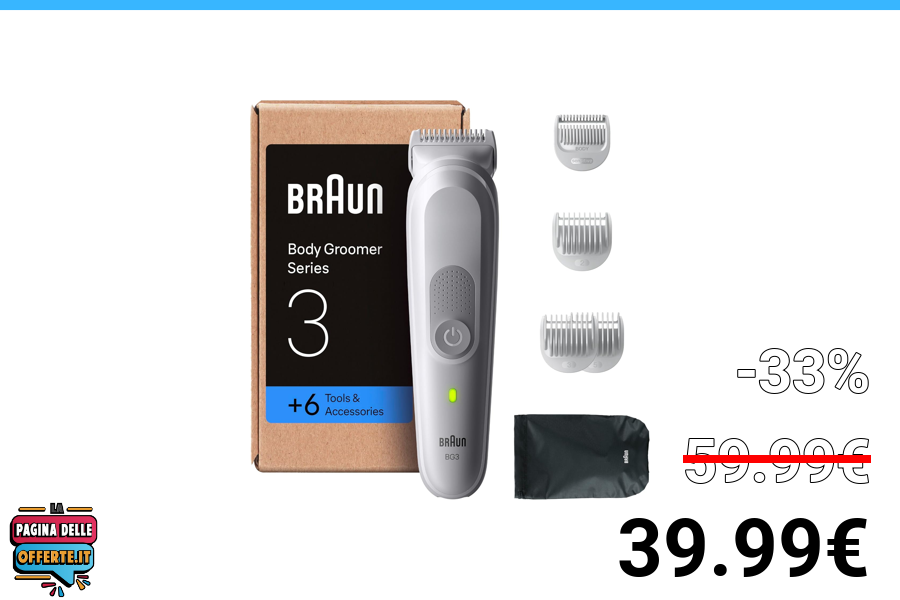 BRAUN
Body Groomer
Series
3
+6 Tools &
Accessories
BRAUN
BG3
BRAUN
-33%
59.99€
39.99€
LA
PAGINA DELLE
OFFERTE.IT